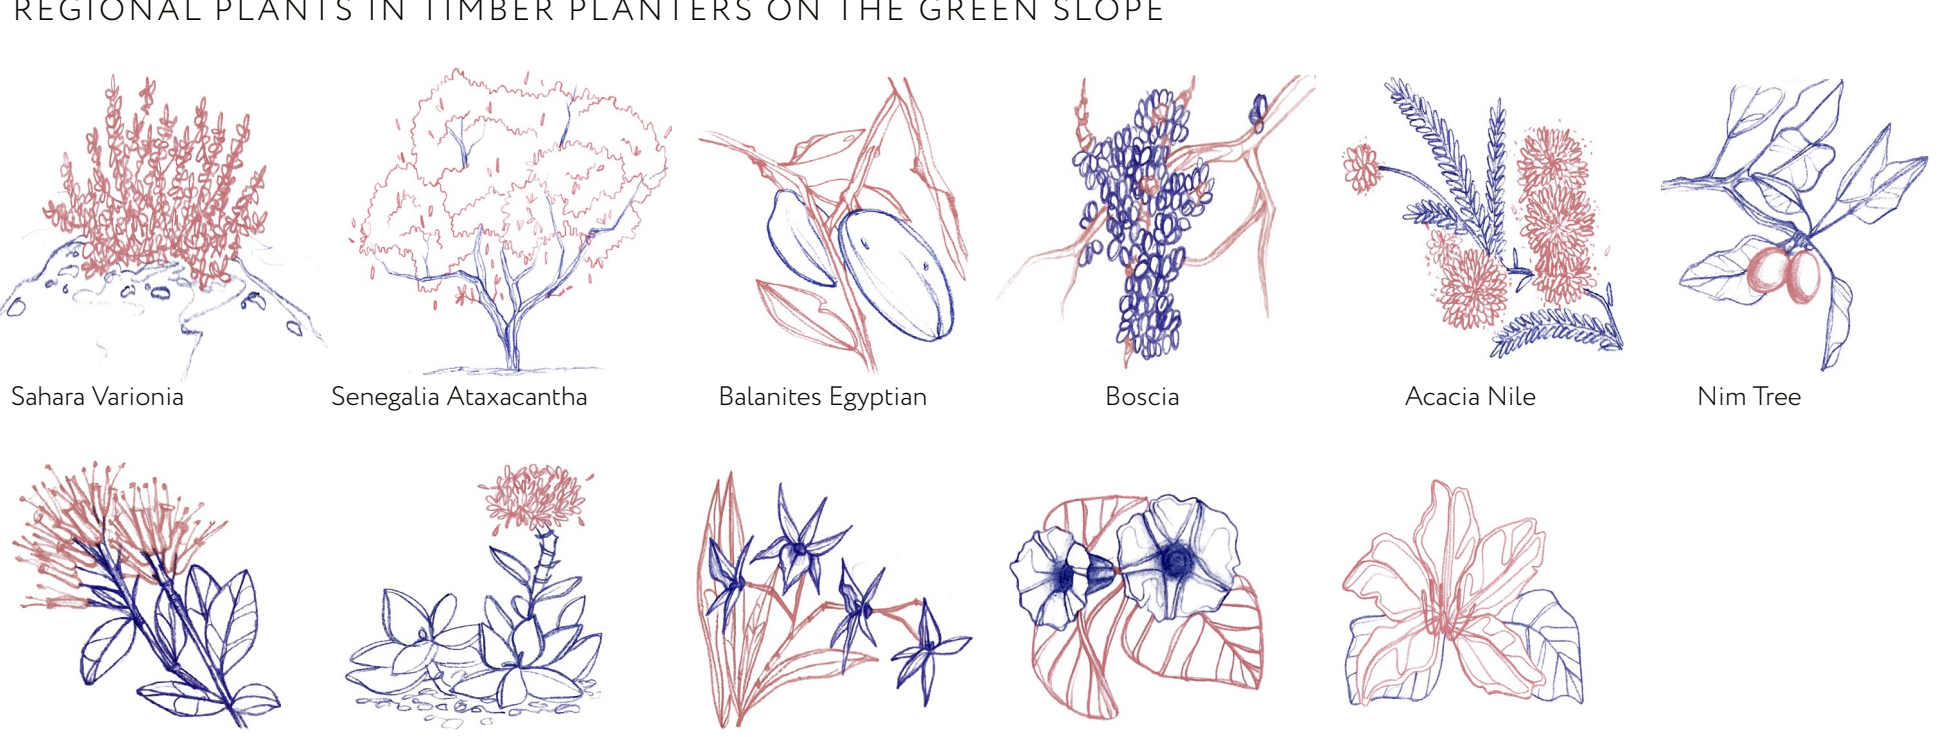 REGIONAL PLANTS IN TIMBER PLANTERS ON THE GREEN SLOPE
Sahara Varionia
Senegalia Ataxacantha
Balanites Egyptian
Boscia
Acacia Nile
Nim Tree